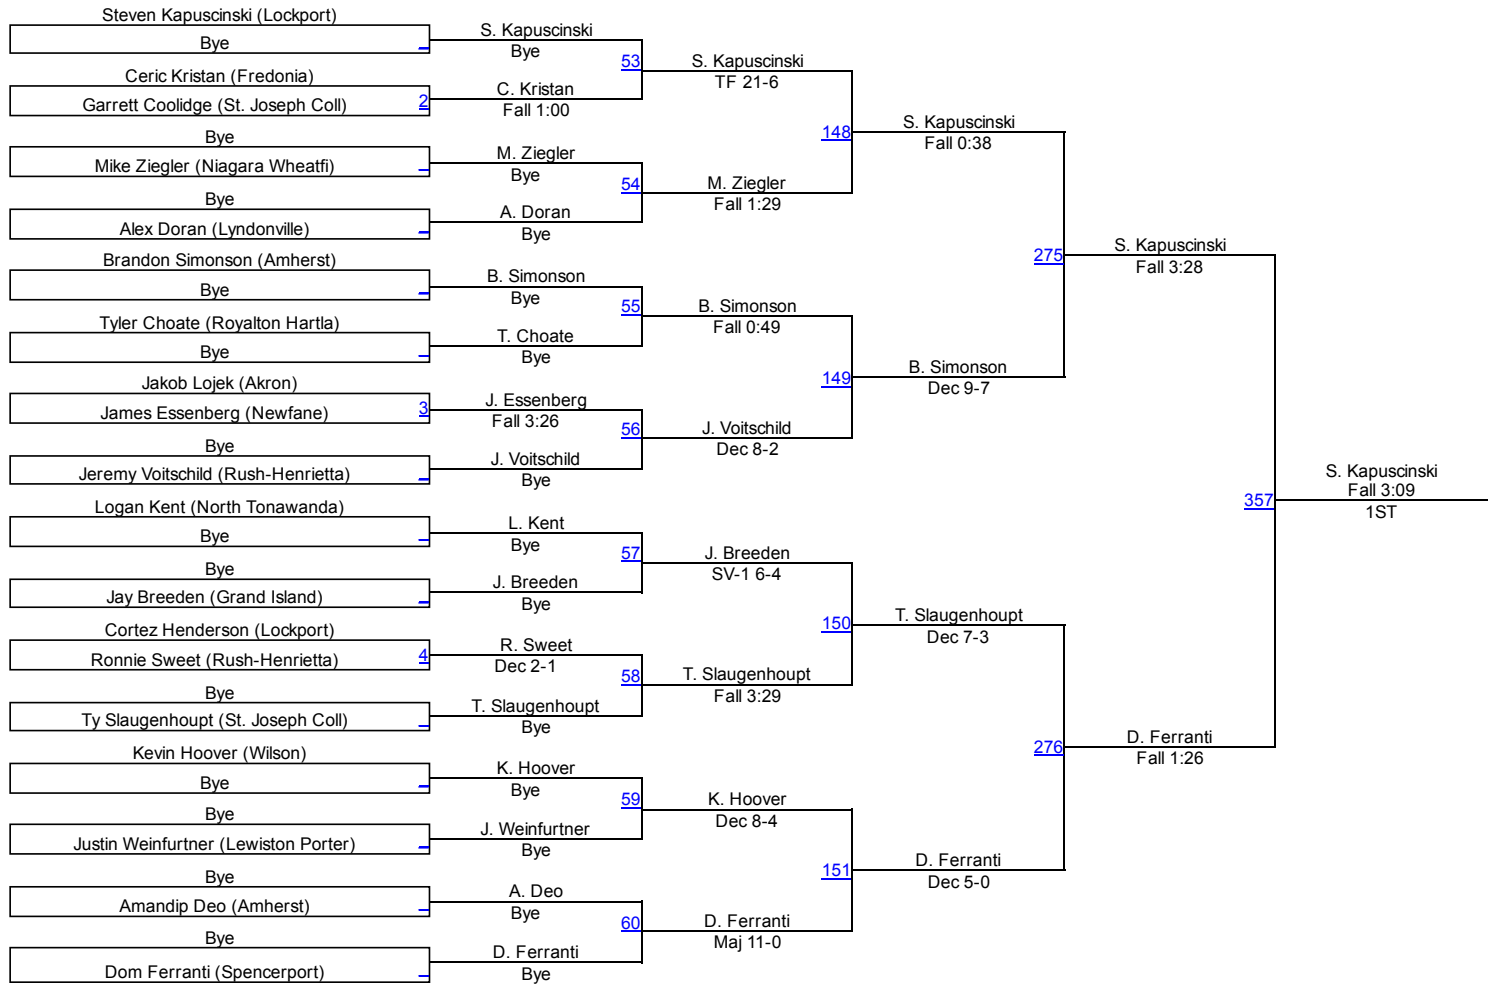 Steven Kapuscinski (Lockport)
Bye
Ceric Kristan (Fredonia)
Garrett Coolidge (St. Joseph Coll)
2
Bye
Mike Ziegler (Niagara Wheatfi)
Bye
Alex Doran (Lyndonville)
Brandon Simonson (Amherst)
Bye
Tyler Choate (Royalton Hartla)
Bye
Jakob Lojek (Akron)
James Essenberg (Newfane)
3
Bye
Jeremy Voitschild (Rush-Henrietta)
Logan Kent (North Tonawanda)
Bye
Bye
Jay Breeden (Grand Island)
Cortez Henderson (Lockport)
Ronnie Sweet (Rush-Henrietta)
4
Bye
Ty Slaugenhoupt (St. Joseph Coll)
Kevin Hoover (Wilson)
Bye
Bye
Justin Weinfurtner (Lewiston Porter)
Bye
Amandip Deo (Amherst)
Bye
Dom Ferranti (Spencerport)
S. Kapuscinski
Bye
53
C. Kristan
Fall 1:00
M. Ziegler
Bye
54
A. Doran
Bye
B. Simonson
Bye
55
T. Choate
Bye
J. Essenberg
Fall 3:26
56
J. Voitschild
Bye
L. Kent
Bye
57
J. Breeden
Bye
R. Sweet
Dec 2-1
58
T. Slaugenhoupt
Bye
K. Hoover
Bye
59
J. Weinfurtner
Bye
A. Deo
Bye
60
D. Ferranti
Bye
S. Kapuscinski
TF 21-6
148
M. Ziegler
Fall 1:29
B. Simonson
Fall 0:49
149
J. Voitschild
Dec 8-2
J. Breeden
SV-1 6-4
150
T. Slaugenhoupt
Fall 3:29
K. Hoover
Dec 8-4
151
D. Ferranti
Maj 11-0
S. Kapuscinski
Fall 0:38
275
B. Simonson
Dec 9-7
T. Slaugenhoupt
Dec 7-3
276
D. Ferranti
Dec 5-0
S. Kapuscinski
Fall 3:28
357
D. Ferranti
Fall 1:26
S. Kapuscinski
Fall 3:09
1ST